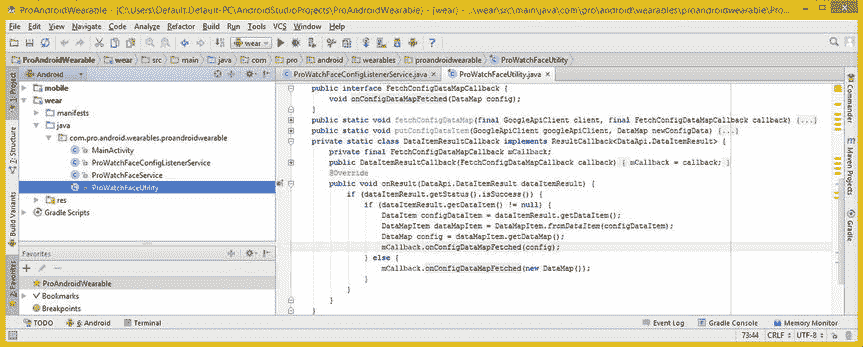 ProAndroidWearable - [C:\Users\Default.Default-PC\AndroidStudioProjects\ProAndroidWearable] - [wear] - ...\wear\src\main\java\com\pro\android\wearables\proandroidwearable\Pro...
File Edit View Navigate Code Analyze Refactor Build Run Tools VCS Window Help
wear
ProAndroidWearable wear src main java com pro android wearables proandroidwearable ProWatchFaceUtility
Android
ProWatchFaceConfigListenerService.java ProWatchFaceUtility.java
1: Project
7: Structure
Build Variants
2: Favorites
mobile
wear
manifests
java
com.pro.android.wearables.proandroidwearable
MainActivity
ProWatchFaceConfigListenerService
ProWatchFaceService
ProWatchFaceUtility
res
Gradle Scripts
Favorites
ProAndroidWearable
Bookmarks
Breakpoints
public interface FetchConfigDataMapCallback {
void onConfigDataMapFetched(DataMap config);
}
public static void fetchConfigDataMap(final GoogleApiClient client, final FetchConfigDataMapCallback callback) {...}
public static void putConfigDataItem(GoogleApiClient googleApiClient, DataMap newConfigData) {...}
private static class DataItemResultCallback implements ResultCallback<DataApi.DataItemResult> {
private final FetchConfigDataMapCallback mCallback;
public DataItemResultCallback(FetchConfigDataMapCallback callback) { mCallback = callback; }
@Override
public void onResult(DataApi.DataItemResult dataItemResult) {
if (dataItemResult.getStatus().isSuccess()) {
if (dataItemResult.getDataItem() != null) {
DataItem configDataItem = dataItemResult.getDataItem();
DataMapItem dataMapItem = DataMapItem.fromDataItem(configDataItem);
DataMap config = dataMapItem.getDataMap();
mCallback.onConfigDataMapFetched(config);
} else {
mCallback.onConfigDataMapFetched(new DataMap());
}
}
}
}
Commander
Maven Projects
Gradle
TODO 6: Android Terminal Event Log Gradle Console Memory Monitor
73:44 CRLF UTF-8